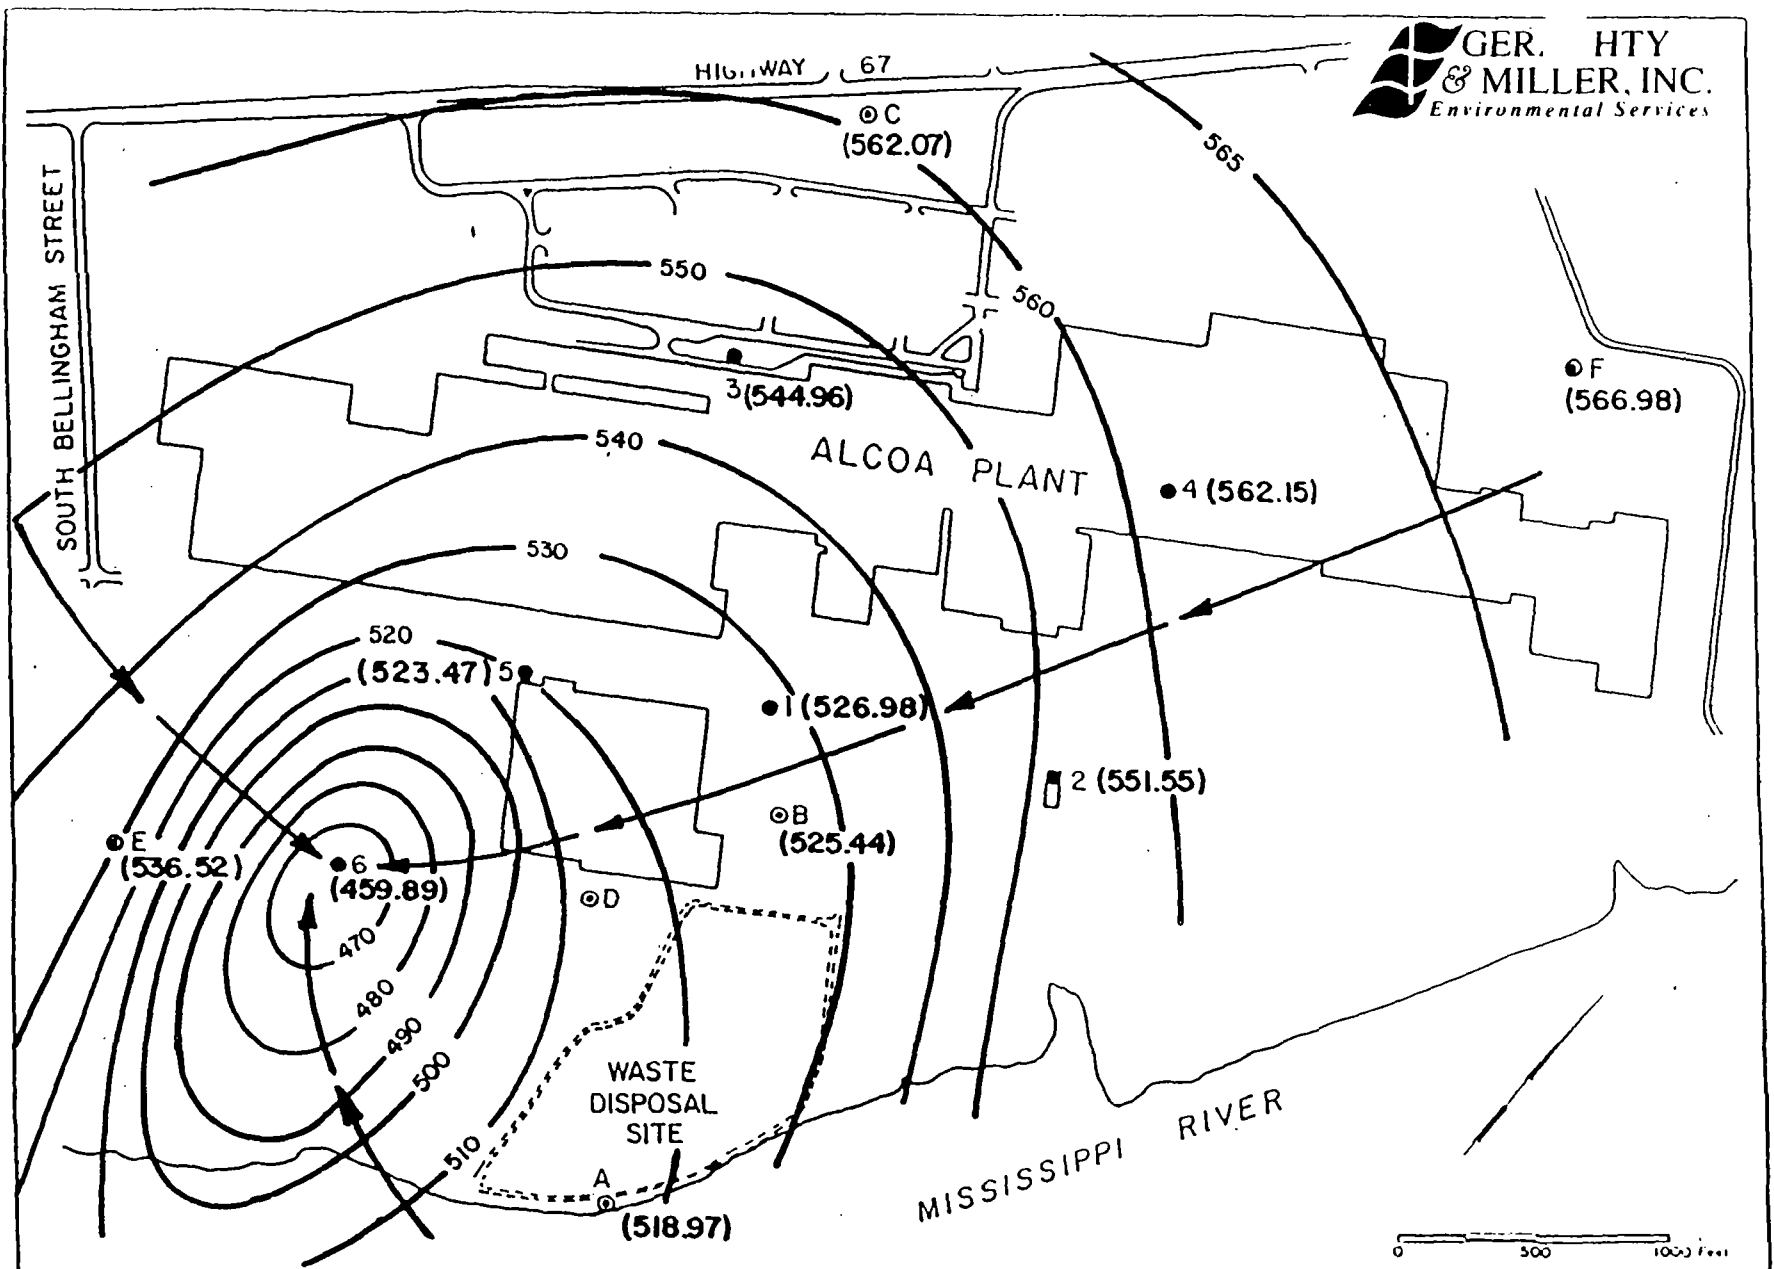 GER. HTY
& MILLER, INC.
Environmental Services
HIGHWAY 67
C
(562.07)
565
SOUTH BELLINGHAM STREET
550
560
F
(566.98)
3 (544.96)
540
ALCOA PLANT
4 (562.15)
530
520
(523.47) 5
1 (526.98)
2 (551.55)
B
(525.44)
E
(536.52)
6
(459.89)
D
470
480
490
500
510
WASTE
DISPOSAL
SITE
A
(518.97)
MISSISSIPPI RIVER
0 500 1000 Feet